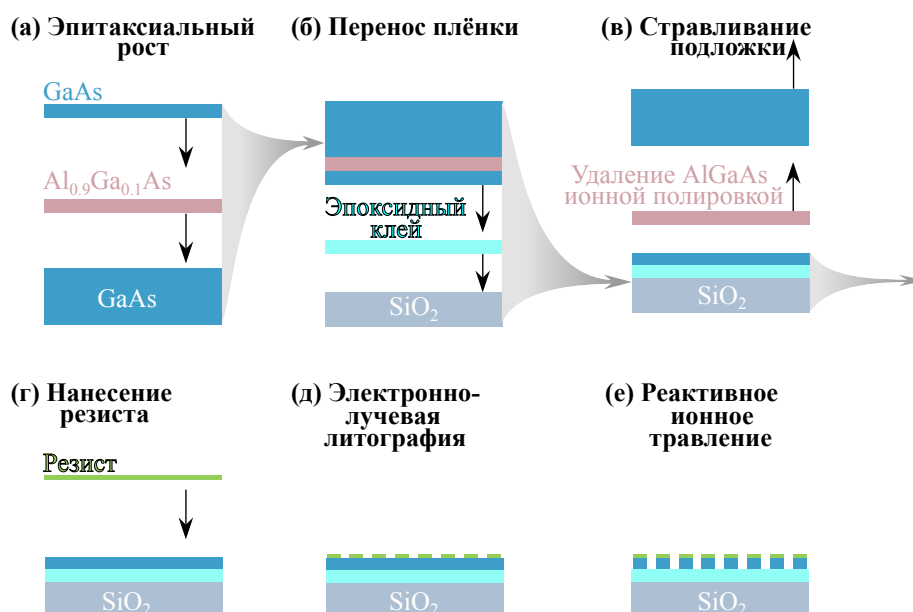 (а) Эпитаксиальный
рост
GaAs
Al0.9Ga0.1As
GaAs
(б) Перенос плёнки
Эпоксидный
клей
SiO2
(в) Стравливание
подложки
Удаление AlGaAs
ионной полировкой
SiO2
(г) Нанесение
резиста
Резист
SiO2
(д) Электронно-
лучевая
литография
SiO2
(е) Реактивное
ионное
травление
SiO2